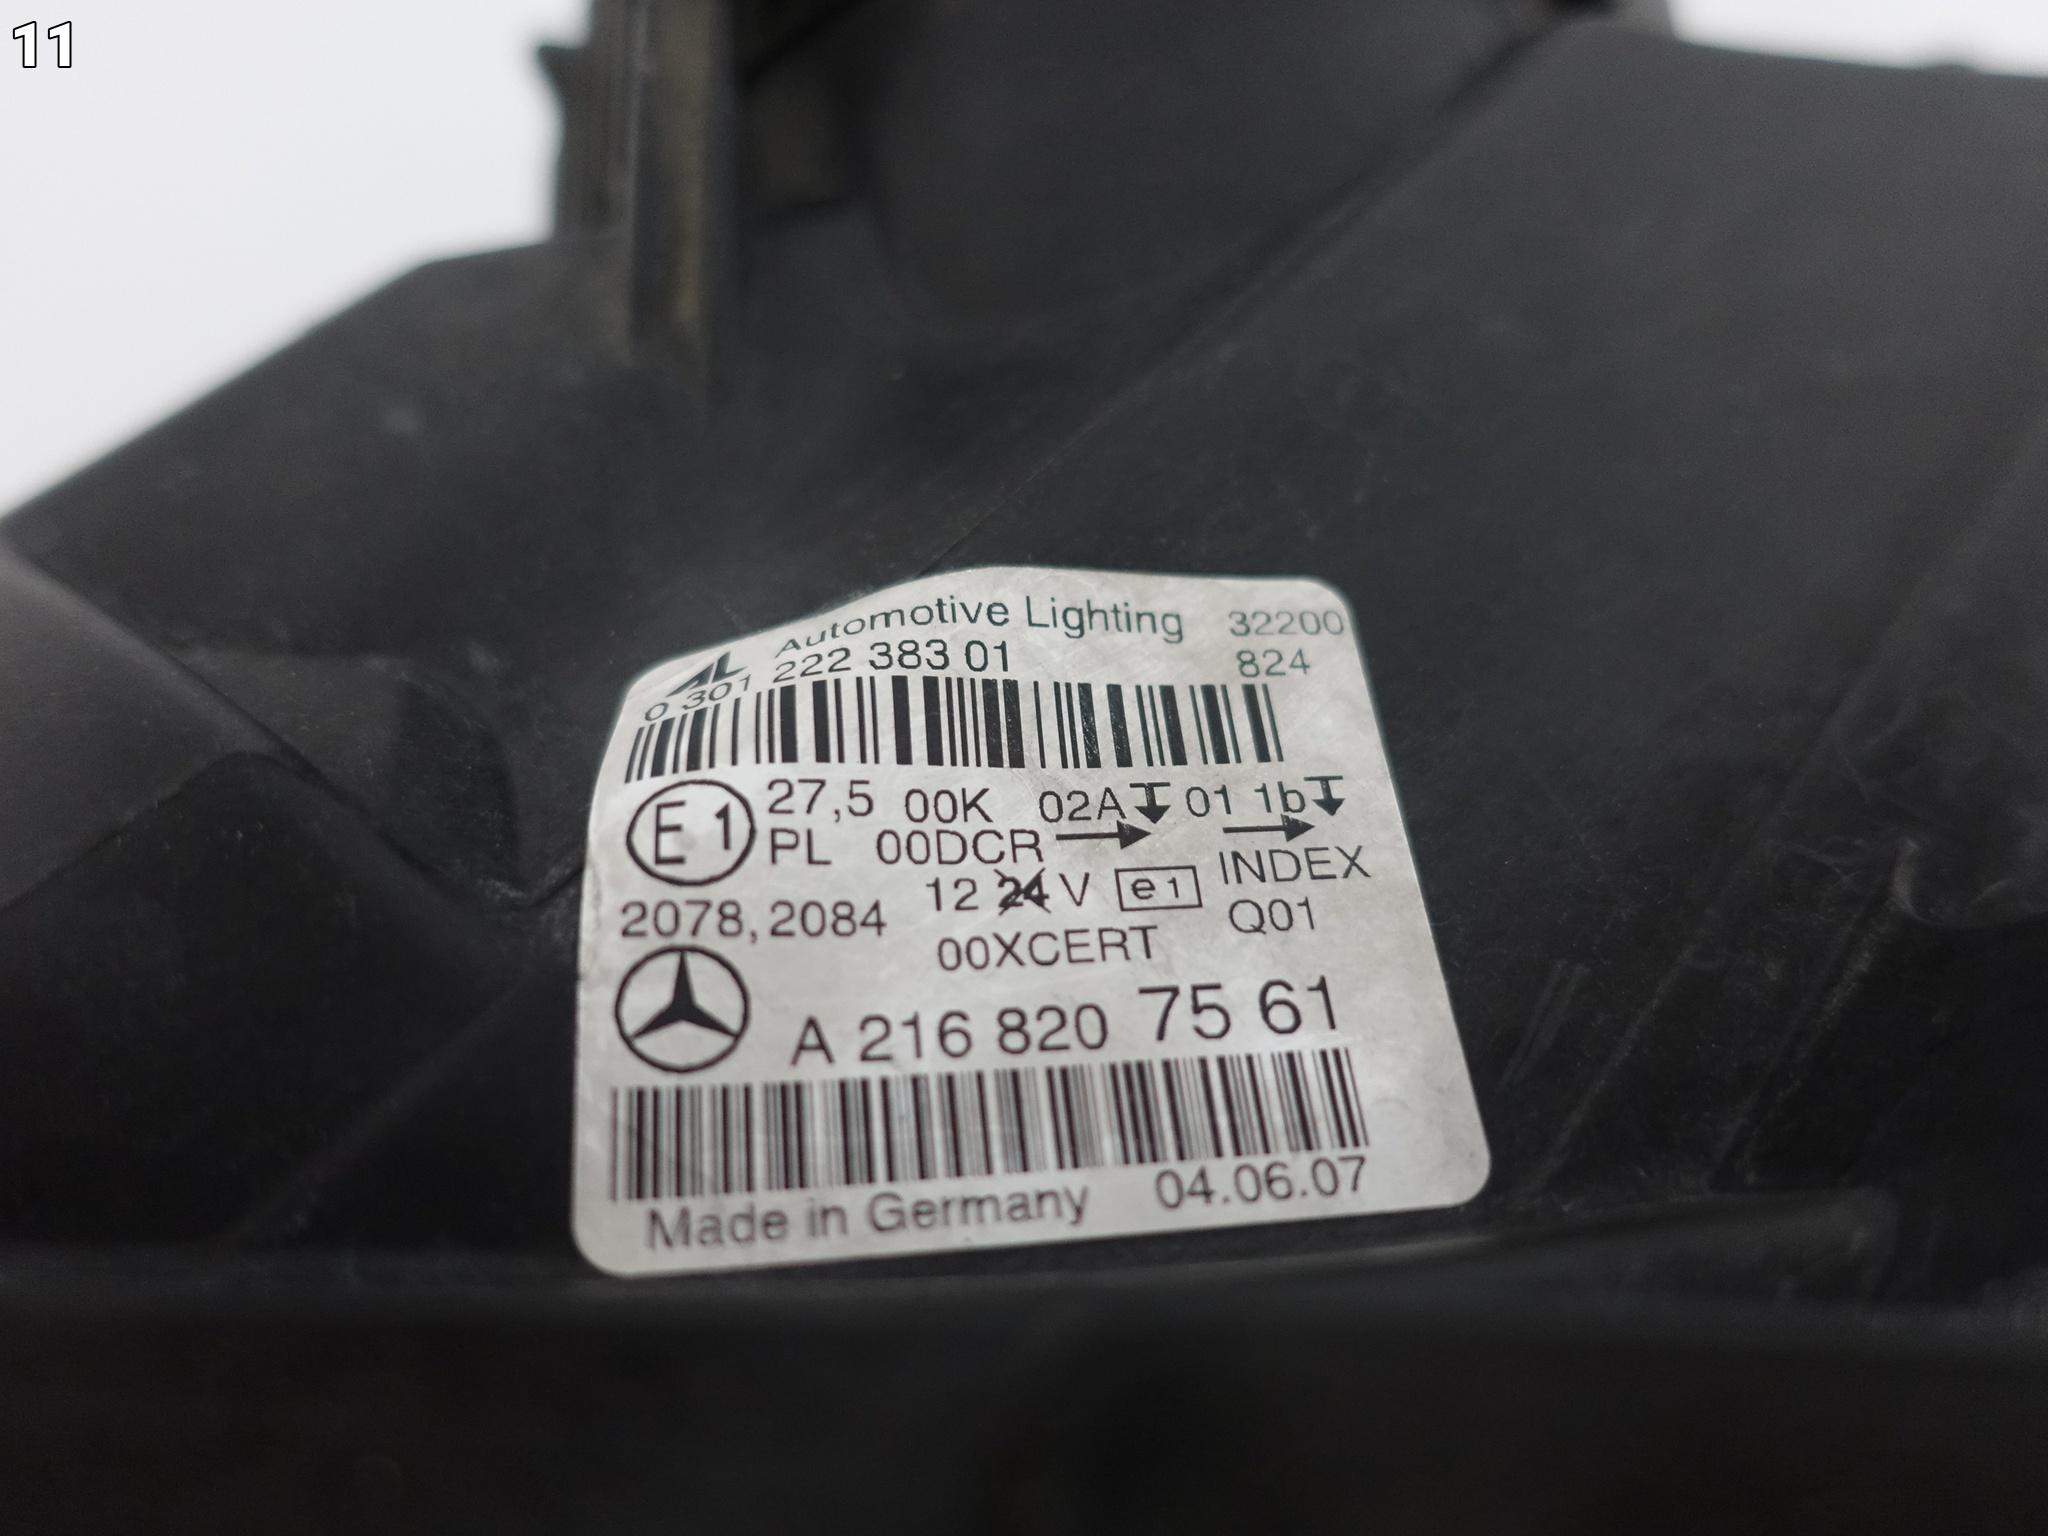 11
Automotive Lighting 32200
AL
0 301 222 383 01 824
E1 27,5 00K 02A 01 1b
PL 00DCR
2078,2084 12 24 V e1 INDEX
00XCERT Q01
A 216 820 75 61
Made in Germany 04.06.07